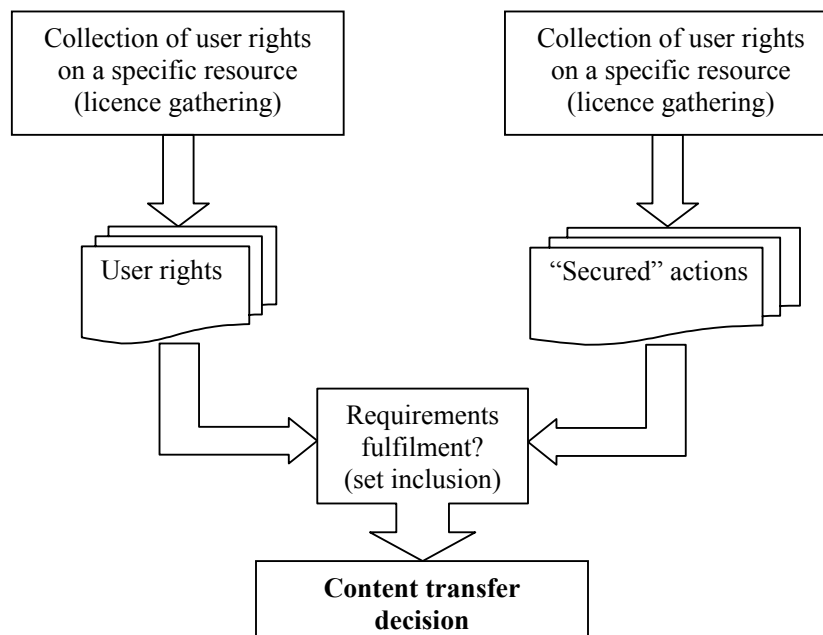 Collection of user rights
on a specific resource
(licence gathering)
Collection of user rights
on a specific resource
(licence gathering)
User rights
“Secured” actions
Requirements
fulfilment?
(set inclusion)
Content transfer
decision